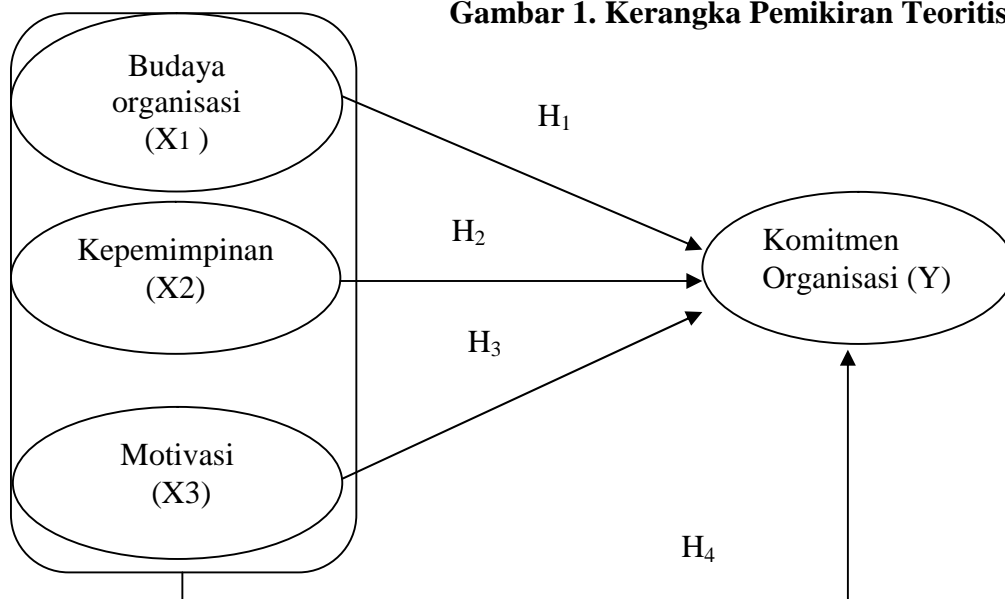 Gambar 1. Kerangka Pemikiran Teoritis
Budaya
organisasi
(X1 )
H₁
Kepemimpinan
(X2)
H₂
Komitmen
Organisasi (Y)
H₃
Motivasi
(X3)
H₄